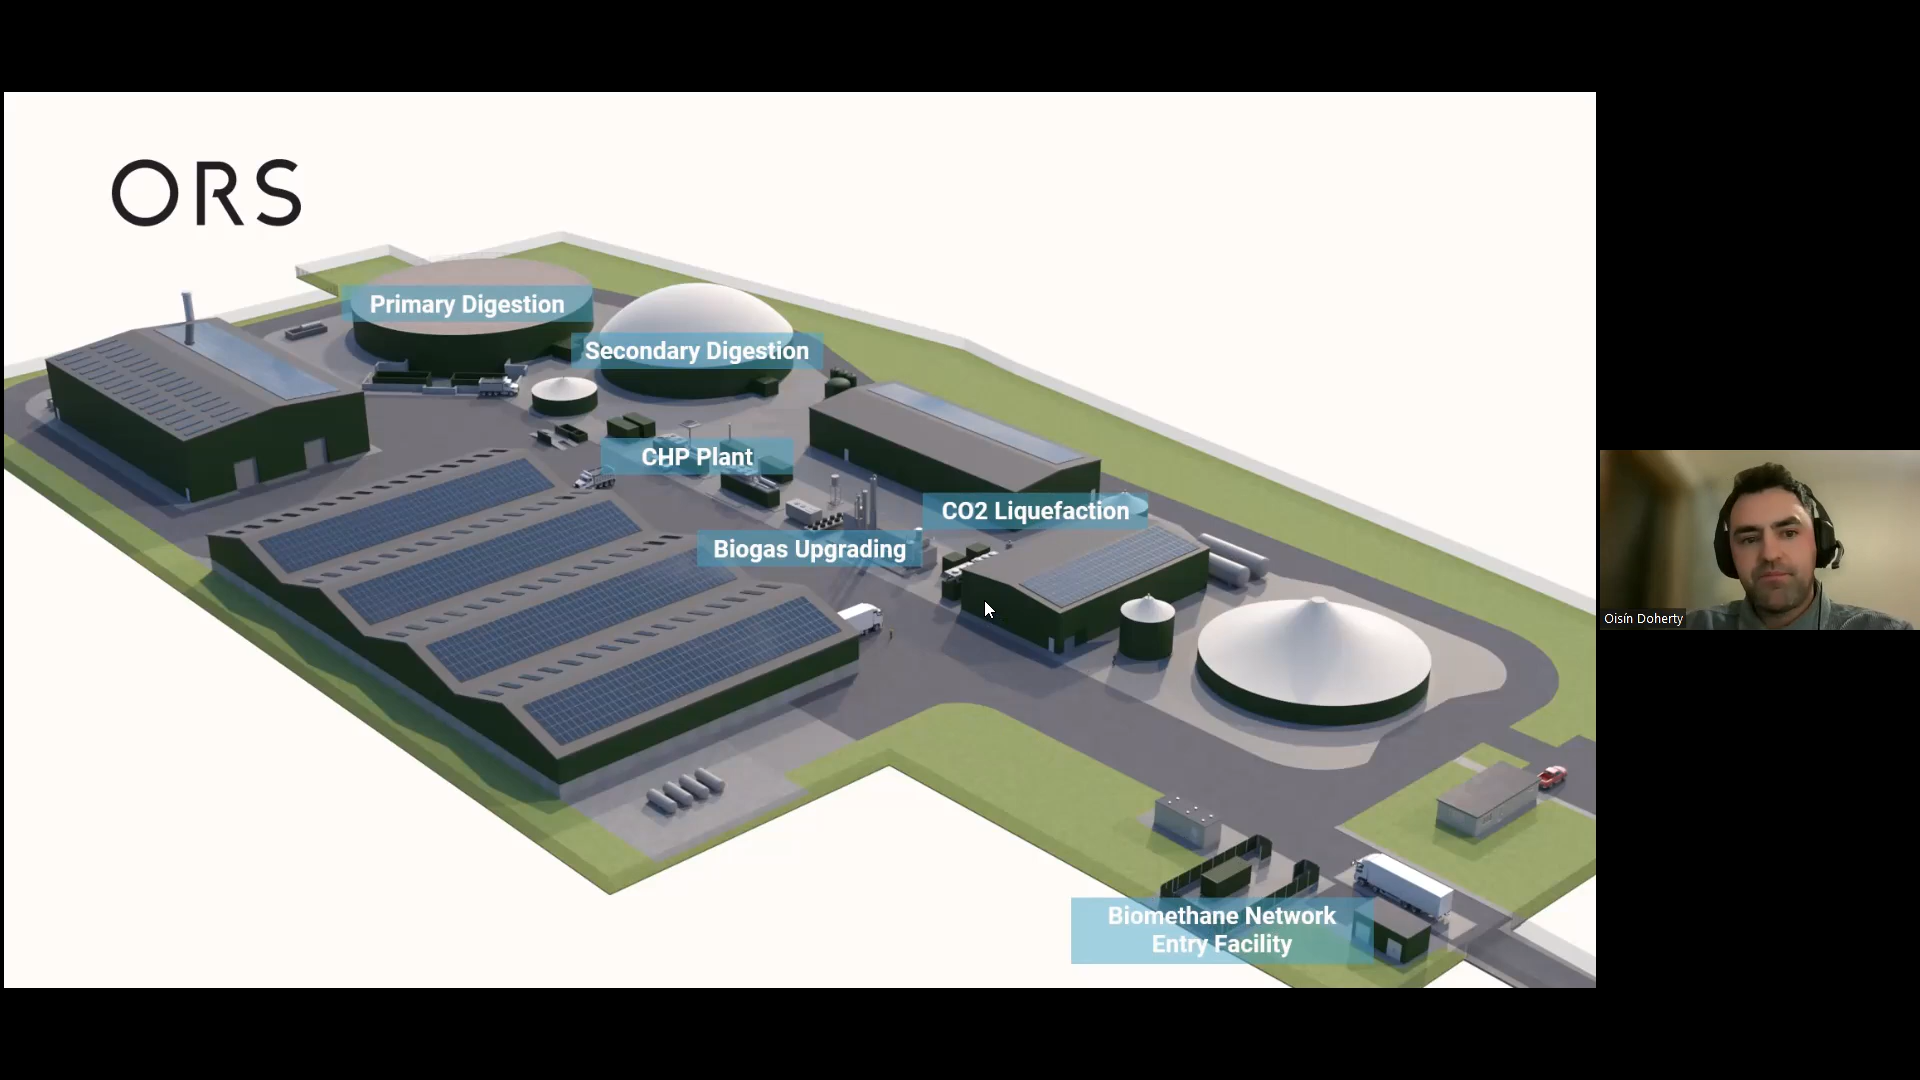 ORS
Primary Digestion
Secondary Digestion
CHP Plant
CO2 Liquefaction
Biogas Upgrading
Oisín Doherty
Biomethane Network
Entry Facility